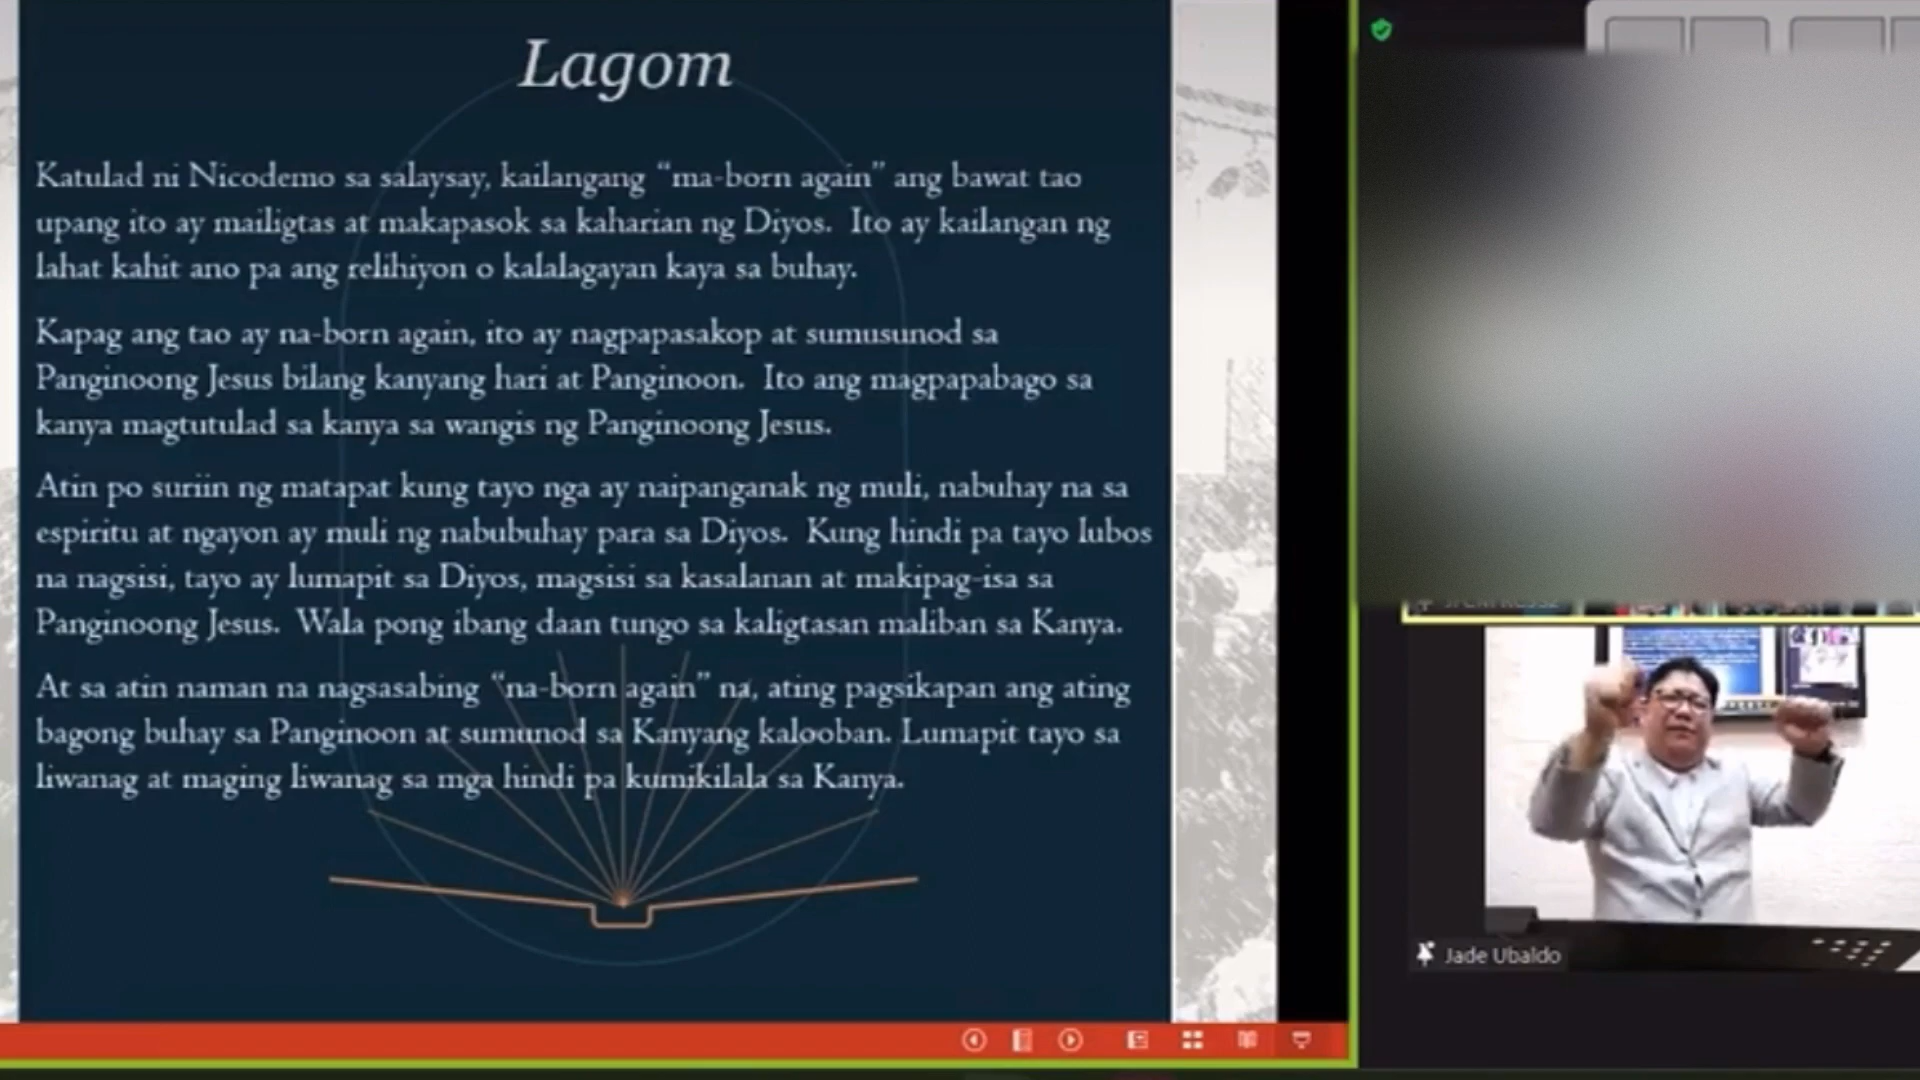 Lagom
Katulad ni Nicodemo sa salaysay, kailangang “ma-born again” ang bawat tao
upang ito ay mailigtas at makapasok sa kaharian ng Diyos. Ito ay kailangan ng
lahat kahit ano pa ang relihiyon o kalalagayan kaya sa buhay.
Kapag ang tao ay na-born again, ito ay nagpapasakop at sumusunod sa
Panginoong Jesus bilang kanyang hari at Panginoon. Ito ang magpapabago sa
kanya magtutulad sa kanya sa wangis ng Panginoong Jesus.
Atin po suriin ng matapat kung tayo nga ay naipanganak ng muli, nabuhay na sa
espiritu at ngayon ay muli ng nabubuhay para sa Diyos. Kung hindi pa tayo lubos
na nagsisi, tayo ay lumapit sa Diyos, magsisi sa kasalanan at makipag-isa sa
Panginoong Jesus. Wala pong ibang daan tungo sa kaligtasan maliban sa Kanya.
At sa atin naman na nagsasabing “na-born again” na, ating pagsikapan ang ating
bagong buhay sa Panginoon at sumunod sa Kanyang kalooban. Lumapit tayo sa
liwanag at maging liwanag sa mga hindi pa kumikilala sa Kanya.
Jade Ubaldo